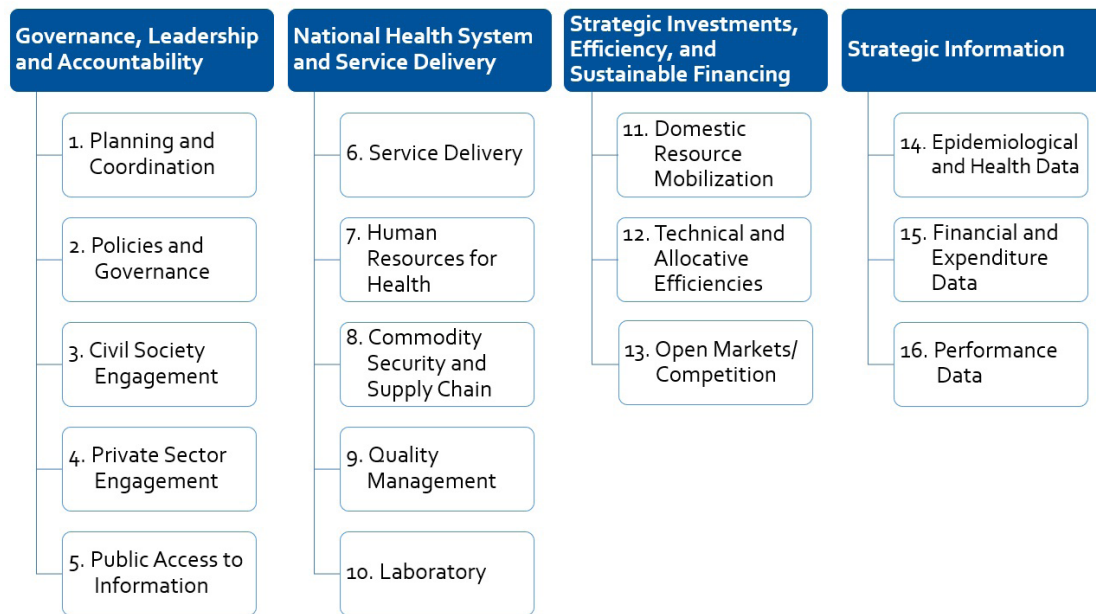 Governance, Leadership
and Accountability
1. Planning and
Coordination
2. Policies and
Governance
3. Civil Society
Engagement
4. Private Sector
Engagement
5. Public Access to
Information
National Health System
and Service Delivery
6. Service Delivery
7. Human
Resources for
Health
8. Commodity
Security and
Supply Chain
9. Quality
Management
10. Laboratory
Strategic Investments,
Efficiency, and
Sustainable Financing
11. Domestic
Resource
Mobilization
12. Technical and
Allocative
Efficiencies
13. Open Markets/
Competition
Strategic Information
14. Epidemiological
and Health Data
15. Financial and
Expenditure
Data
16. Performance
Data